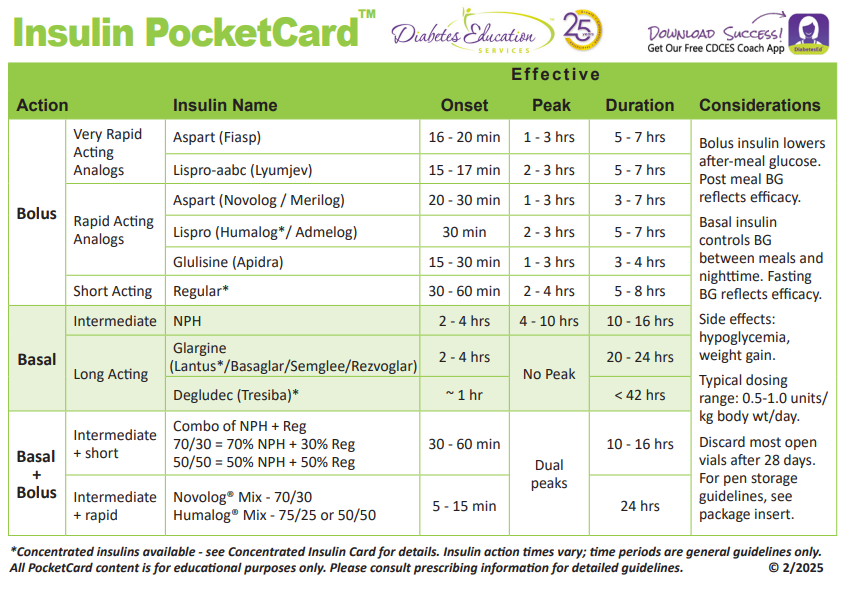 Insulin PocketCard™
Diabetes Education
SERVICES
25
YEARS
DOWNLOAD SUCCESS!
Get Our Free CDCES Coach App
DiabetesEd
Effective
Action Insulin Name Onset Peak Duration Considerations
Bolus
Very Rapid
Acting
Analogs
Aspart (Fiasp) 16 - 20 min 1 - 3 hrs 5 - 7 hrs
Lispro-aabc (Lyumjev) 15 - 17 min 2 - 3 hrs 5 - 7 hrs
Rapid Acting
Analogs
Aspart (Novolog / Merilog) 20 - 30 min 1 - 3 hrs 3 - 7 hrs
Lispro (Humalog*/ Admelog) 30 min 2 - 3 hrs 5 - 7 hrs
Glulisine (Apidra) 15 - 30 min 1 - 3 hrs 3 - 4 hrs
Short Acting Regular* 30 - 60 min 2 - 4 hrs 5 - 8 hrs
Basal
Intermediate NPH 2 - 4 hrs 4 - 10 hrs 10 - 16 hrs
Long Acting
Glargine
(Lantus*/Basaglar/Semglee/Rezvoglar) 2 - 4 hrs No Peak 20 - 24 hrs
Degludec (Tresiba)* ~ 1 hr < 42 hrs
Basal
+
Bolus
Intermediate
+ short
Combo of NPH + Reg
70/30 = 70% NPH + 30% Reg
50/50 = 50% NPH + 50% Reg
30 - 60 min
Dual
peaks
10 - 16 hrs
Intermediate
+ rapid
Novolog® Mix - 70/30
Humalog® Mix - 75/25 or 50/50
5 - 15 min
24 hrs
Bolus insulin lowers
after-meal glucose.
Post meal BG
reflects efficacy.
Basal insulin
controls BG
between meals and
nighttime. Fasting
BG reflects efficacy.
Side effects:
hypoglycemia,
weight gain.
Typical dosing
range: 0.5-1.0 units/
kg body wt/day.
Discard most open
vials after 28 days.
For pen storage
guidelines, see
package insert.
*Concentrated insulins available - see Concentrated Insulin Card for details. Insulin action times vary; time periods are general guidelines only.
All PocketCard content is for educational purposes only. Please consult prescribing information for detailed guidelines. © 2/2025